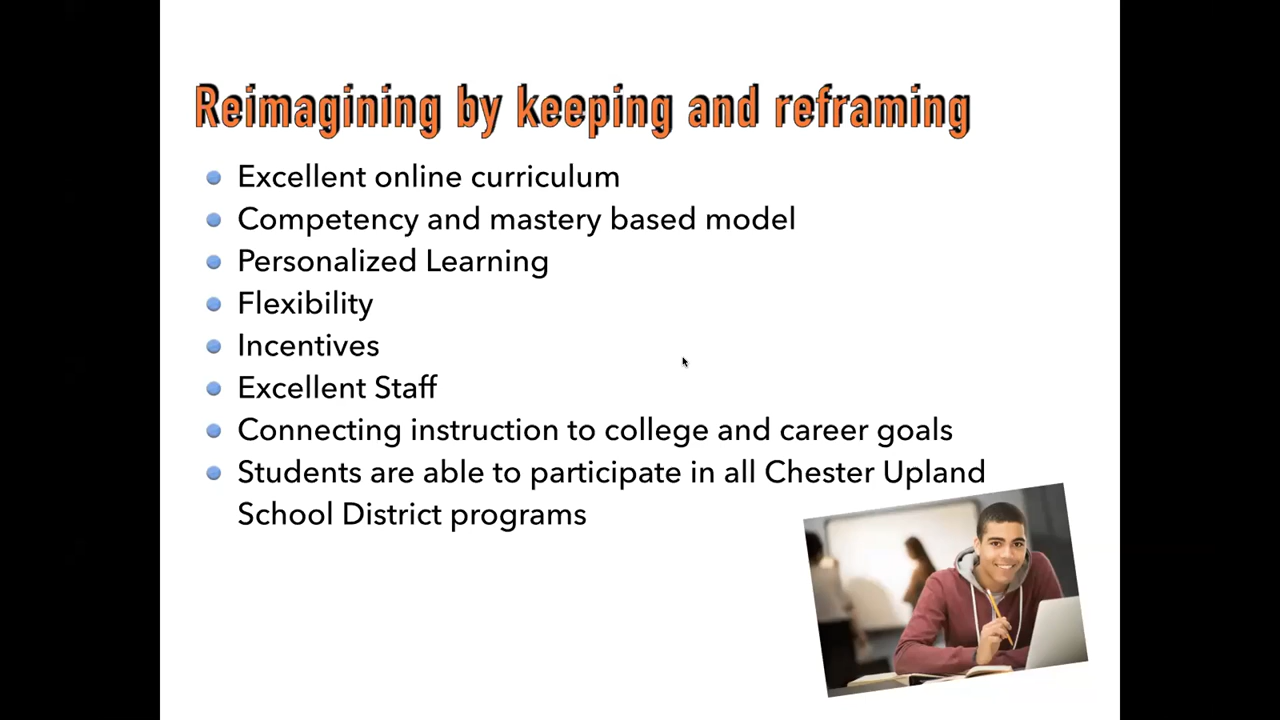 Reimagining by keeping and reframing
Excellent online curriculum
Competency and mastery based model
Personalized Learning
Flexibility
Incentives
Excellent Staff
Connecting instruction to college and career goals
Students are able to participate in all Chester Upland
School District programs